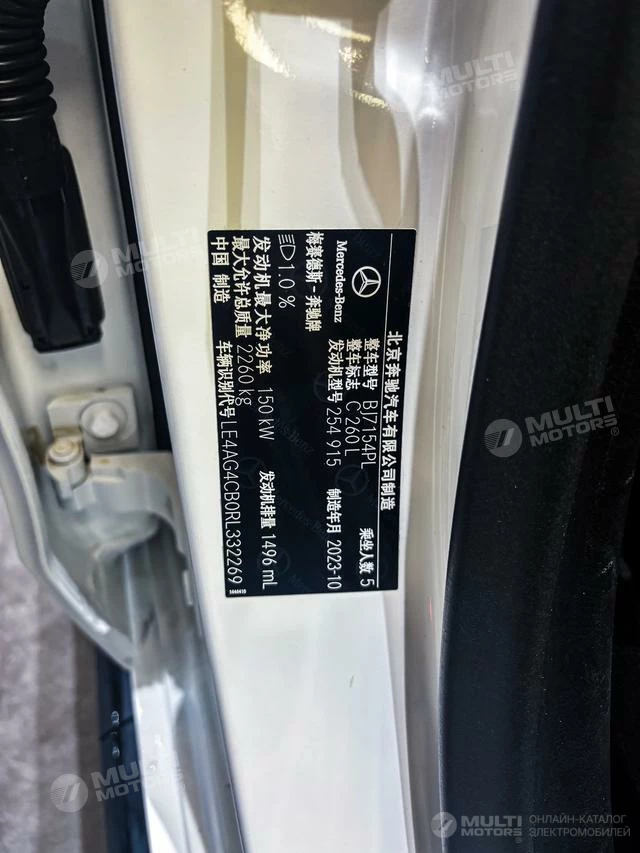 北京奔驰汽车有限公司制造
Mercedes-Benz
梅赛德斯-奔驰牌
整车型号 BJ7154PL
乘坐人数 5
整车标志 C 260 L
发动机型号 254 915
制造年月 2023-10
1.0 %
发动机最大净功率 150 kW
发动机排量 1496 mL
最大允许总质量 2260 kg
中国 制造
车辆识别代号 LE4AG4CB0RL332269
MULTI MOTORS
MULTI MOTORS
MULTI MOTORS
MULTI MOTORS
MULTI MOTORS
ОНЛАЙН-КАТАЛОГ
ЭЛЕКТРОМОБИЛЕЙ